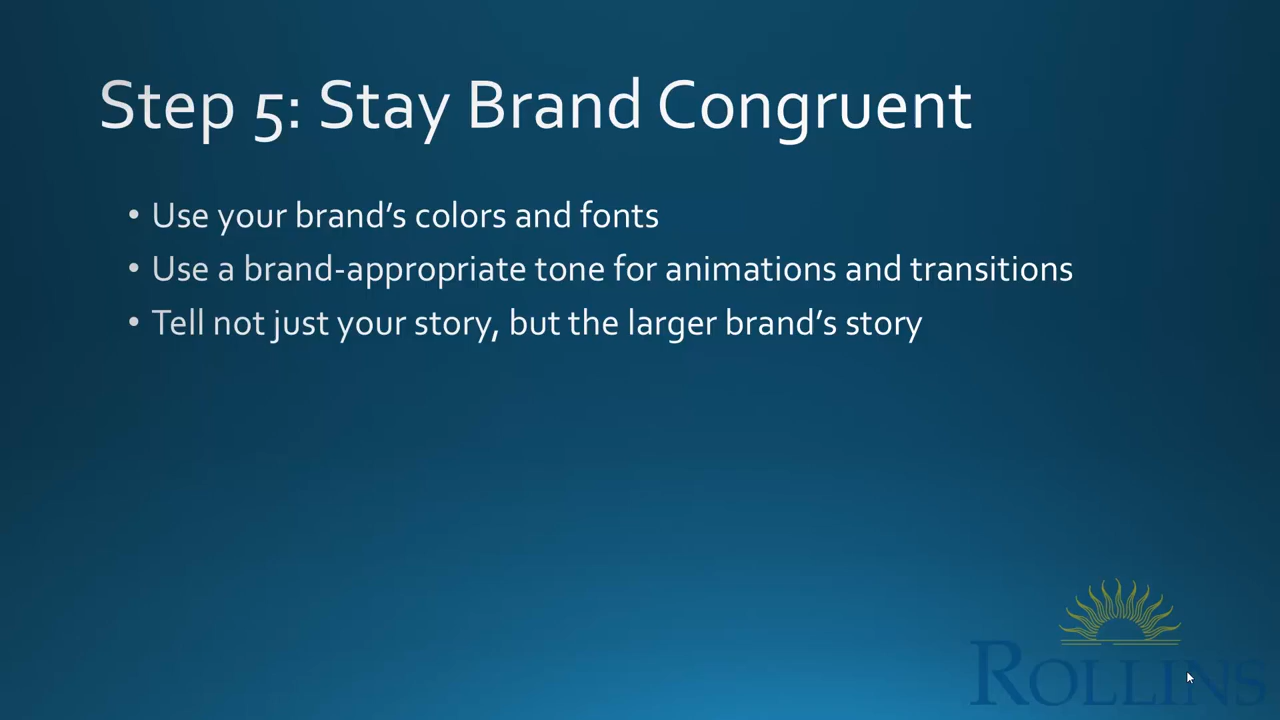 Step 5: Stay Brand Congruent
• Use your brand’s colors and fonts
• Use a brand-appropriate tone for animations and transitions
• Tell not just your story, but the larger brand’s story
ROLLINS